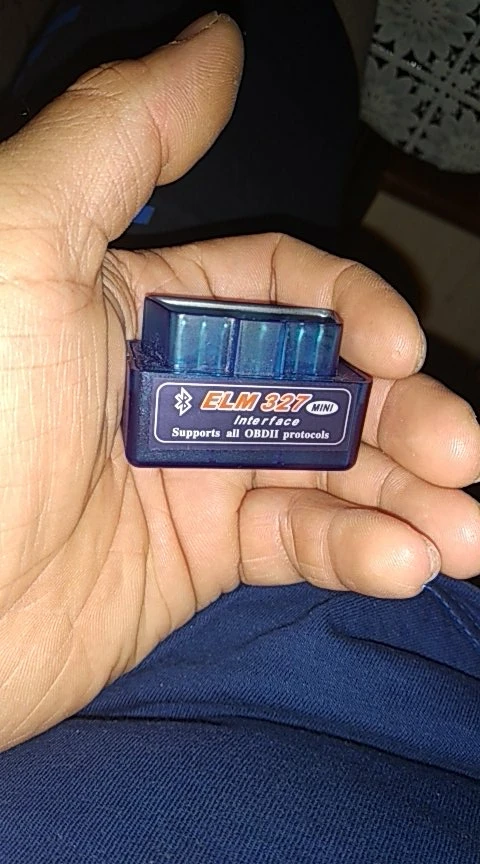 ELM 327 MINI
Interface
Supports all OBDII protocols